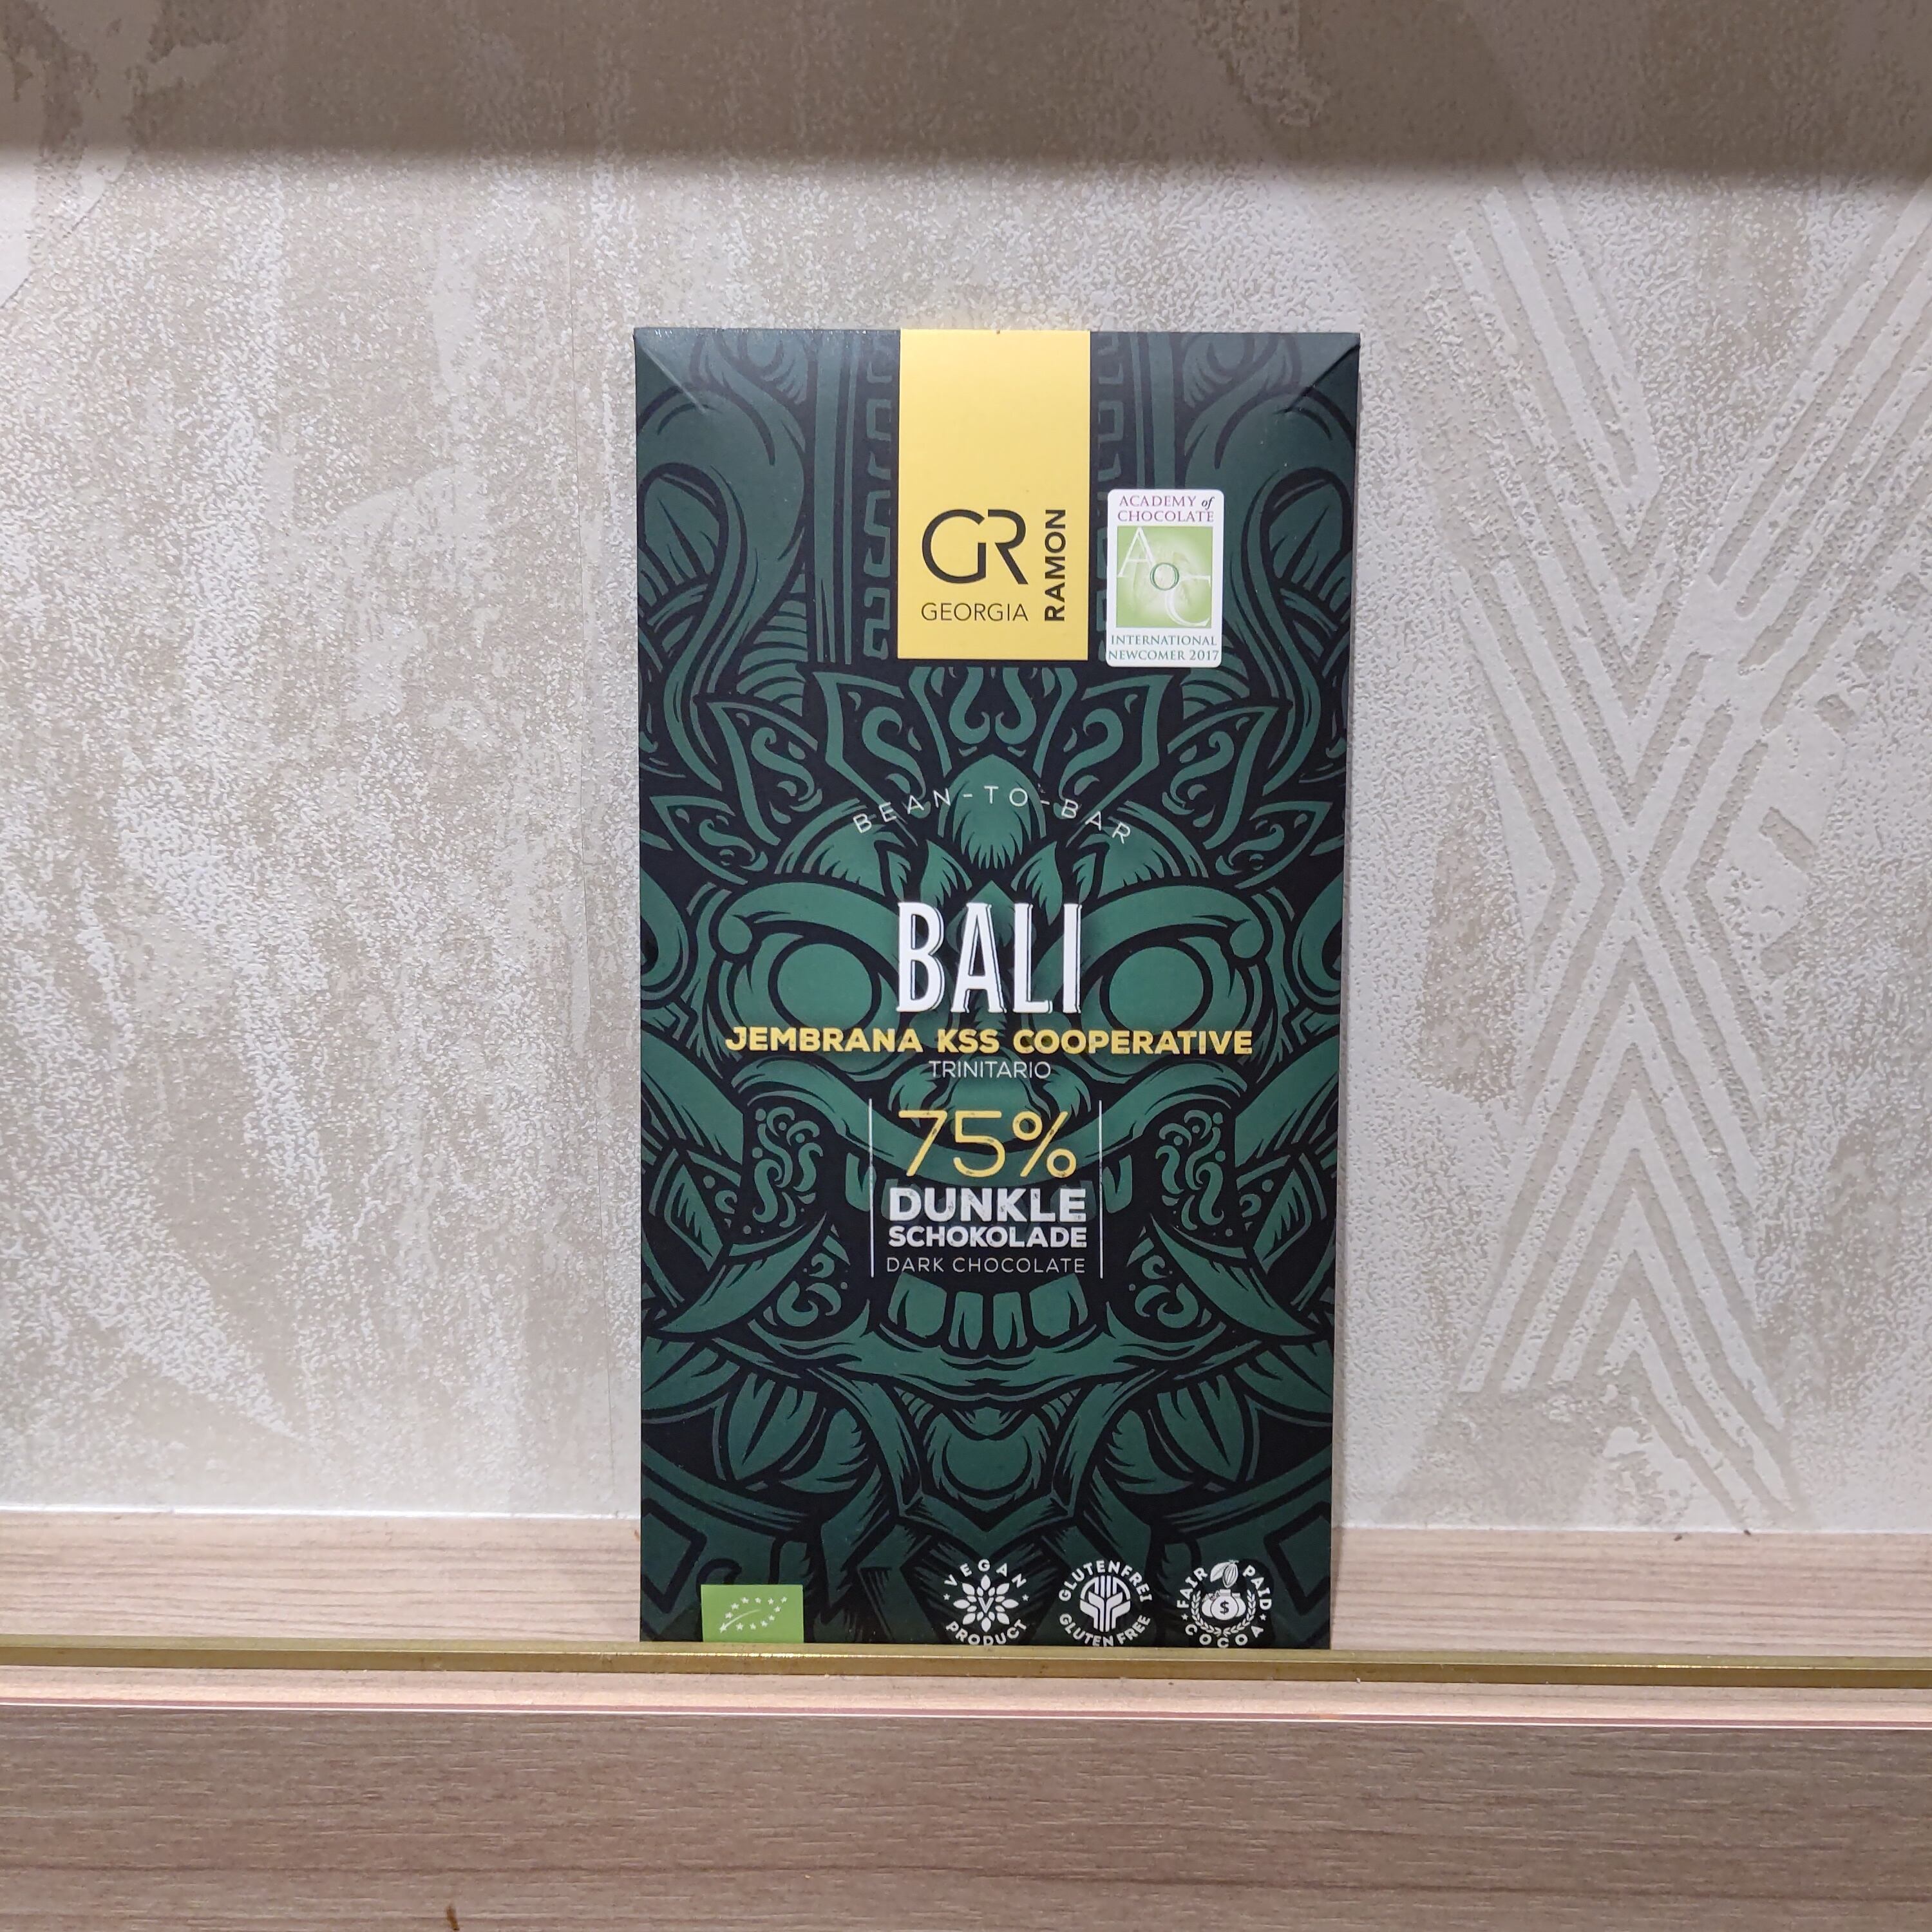 GR
GEORGIA
RAMON
ACADEMY of
CHOCOLATE
AOC
INTERNATIONAL
NEWCOMER 2017
BEAN-TO-BAR
BALI
JEMBRANA KSS COOPERATIVE
TRINITARIO
75%
DUNKLE
SCHOKOLADE
DARK CHOCOLATE
VEGAN
V
PRODUCT
GLUTENFREI
GLUTEN FREE
FAIR PAID
$
COCOA